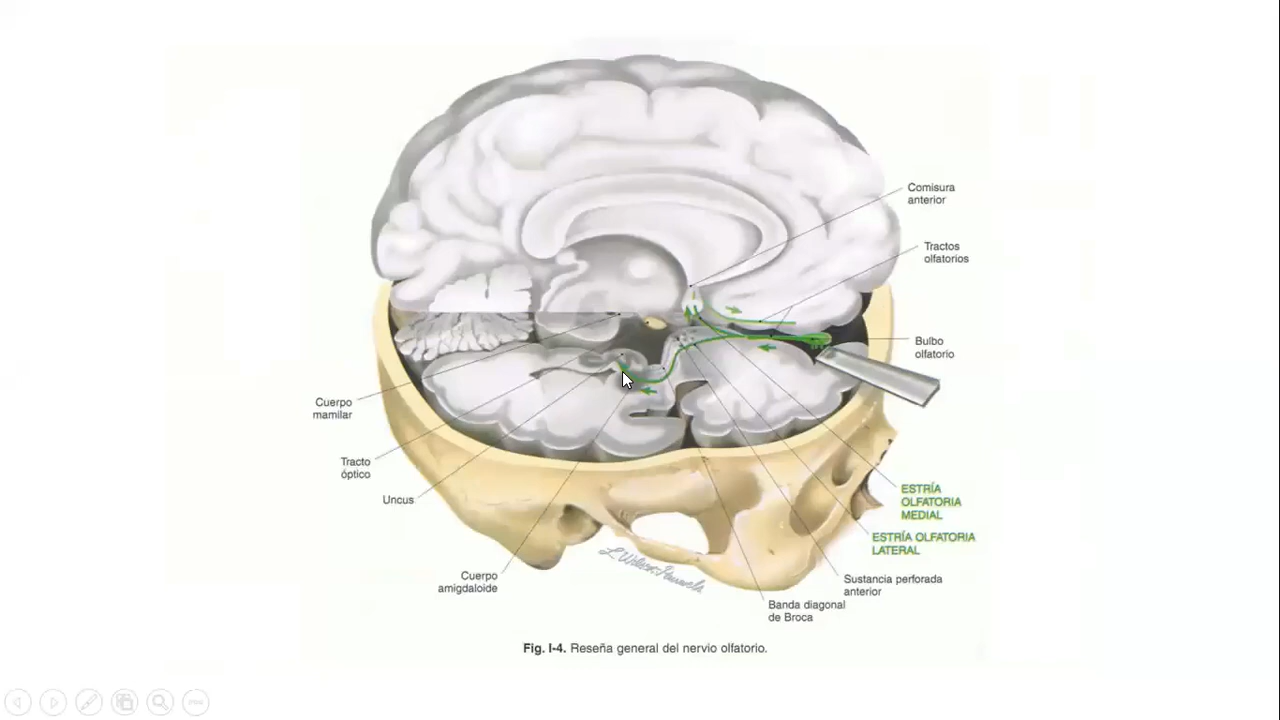 Comisura
anterior
Tractos
olfatorios
Bulbo
olfatorio
Cuerpo
mamilar
Tracto
óptico
Uncus
ESTRÍA
OLFATORIA
MEDIAL
ESTRÍA OLFATORIA
LATERAL
Cuerpo
amigdaloide
Sustancia perforada
anterior
Banda diagonal
de Broca
Fig. I-4. Reseña general del nervio olfatorio.